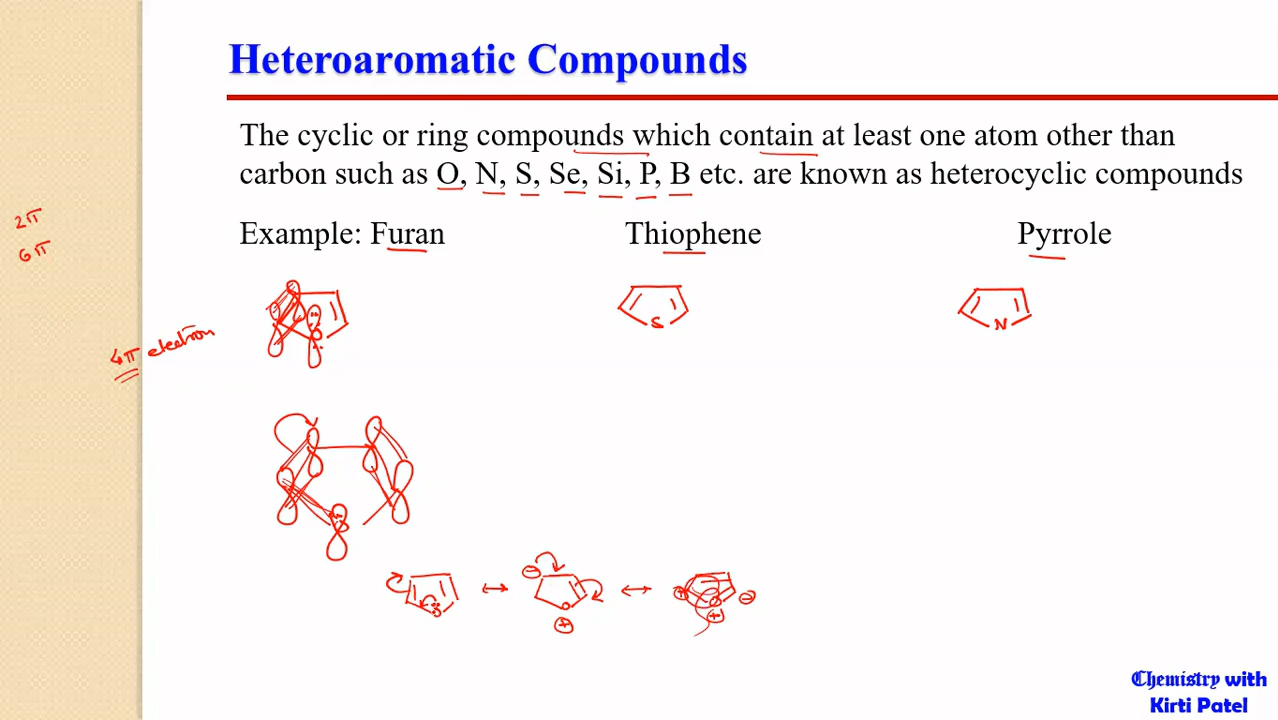 Heteroaromatic Compounds
The cyclic or ring compounds which contain at least one atom other than
carbon such as O, N, S, Se, Si, P, B etc. are known as heterocyclic compounds
2π
6π
Example: Furan Thiophene Pyrrole
S
N
4π electron
O
Chemistry with
Kirti Patel